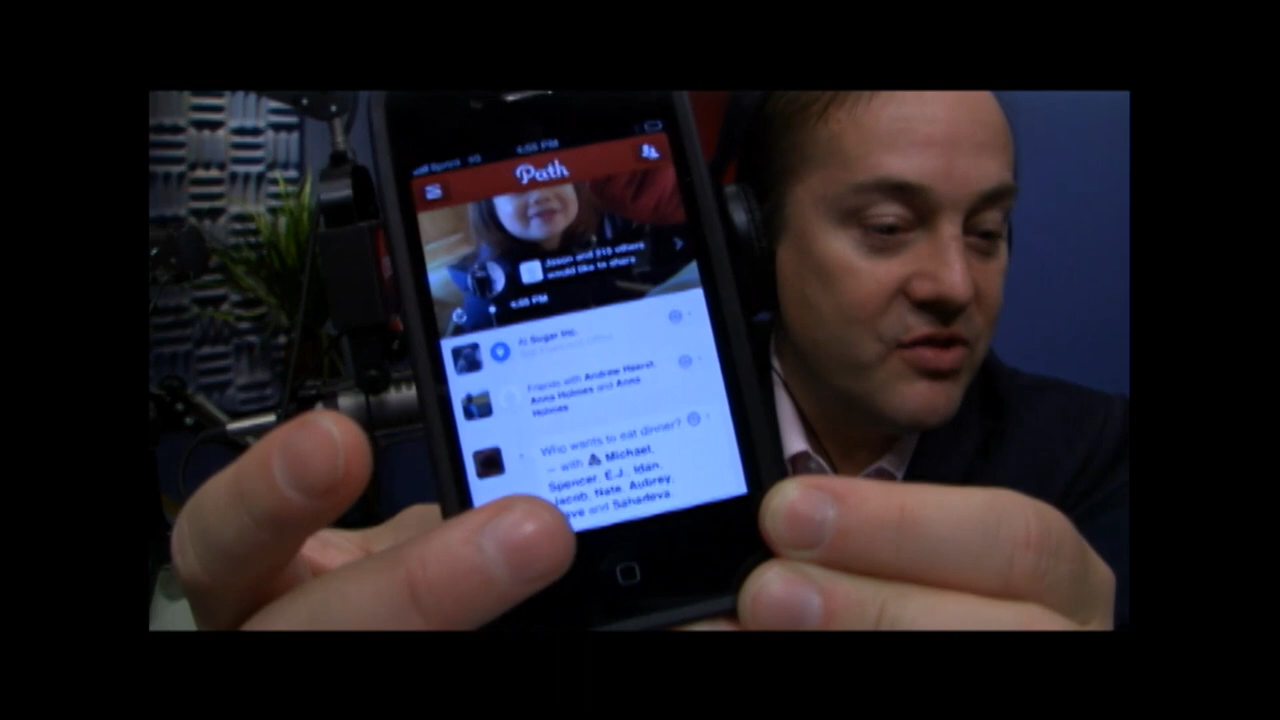 Sprint 3G 4:55 PM
Path
Jason and 215 others
would like to share
4:55 PM
At Sugar Inc.
Friends with Andrew Hearst,
Anna Holmes and Anna
Holmes
Who wants to eat dinner?
— with Michael,
Spencer, E.J., Idan,
Jacob, Nate, Aubrey,
and Sahadeva